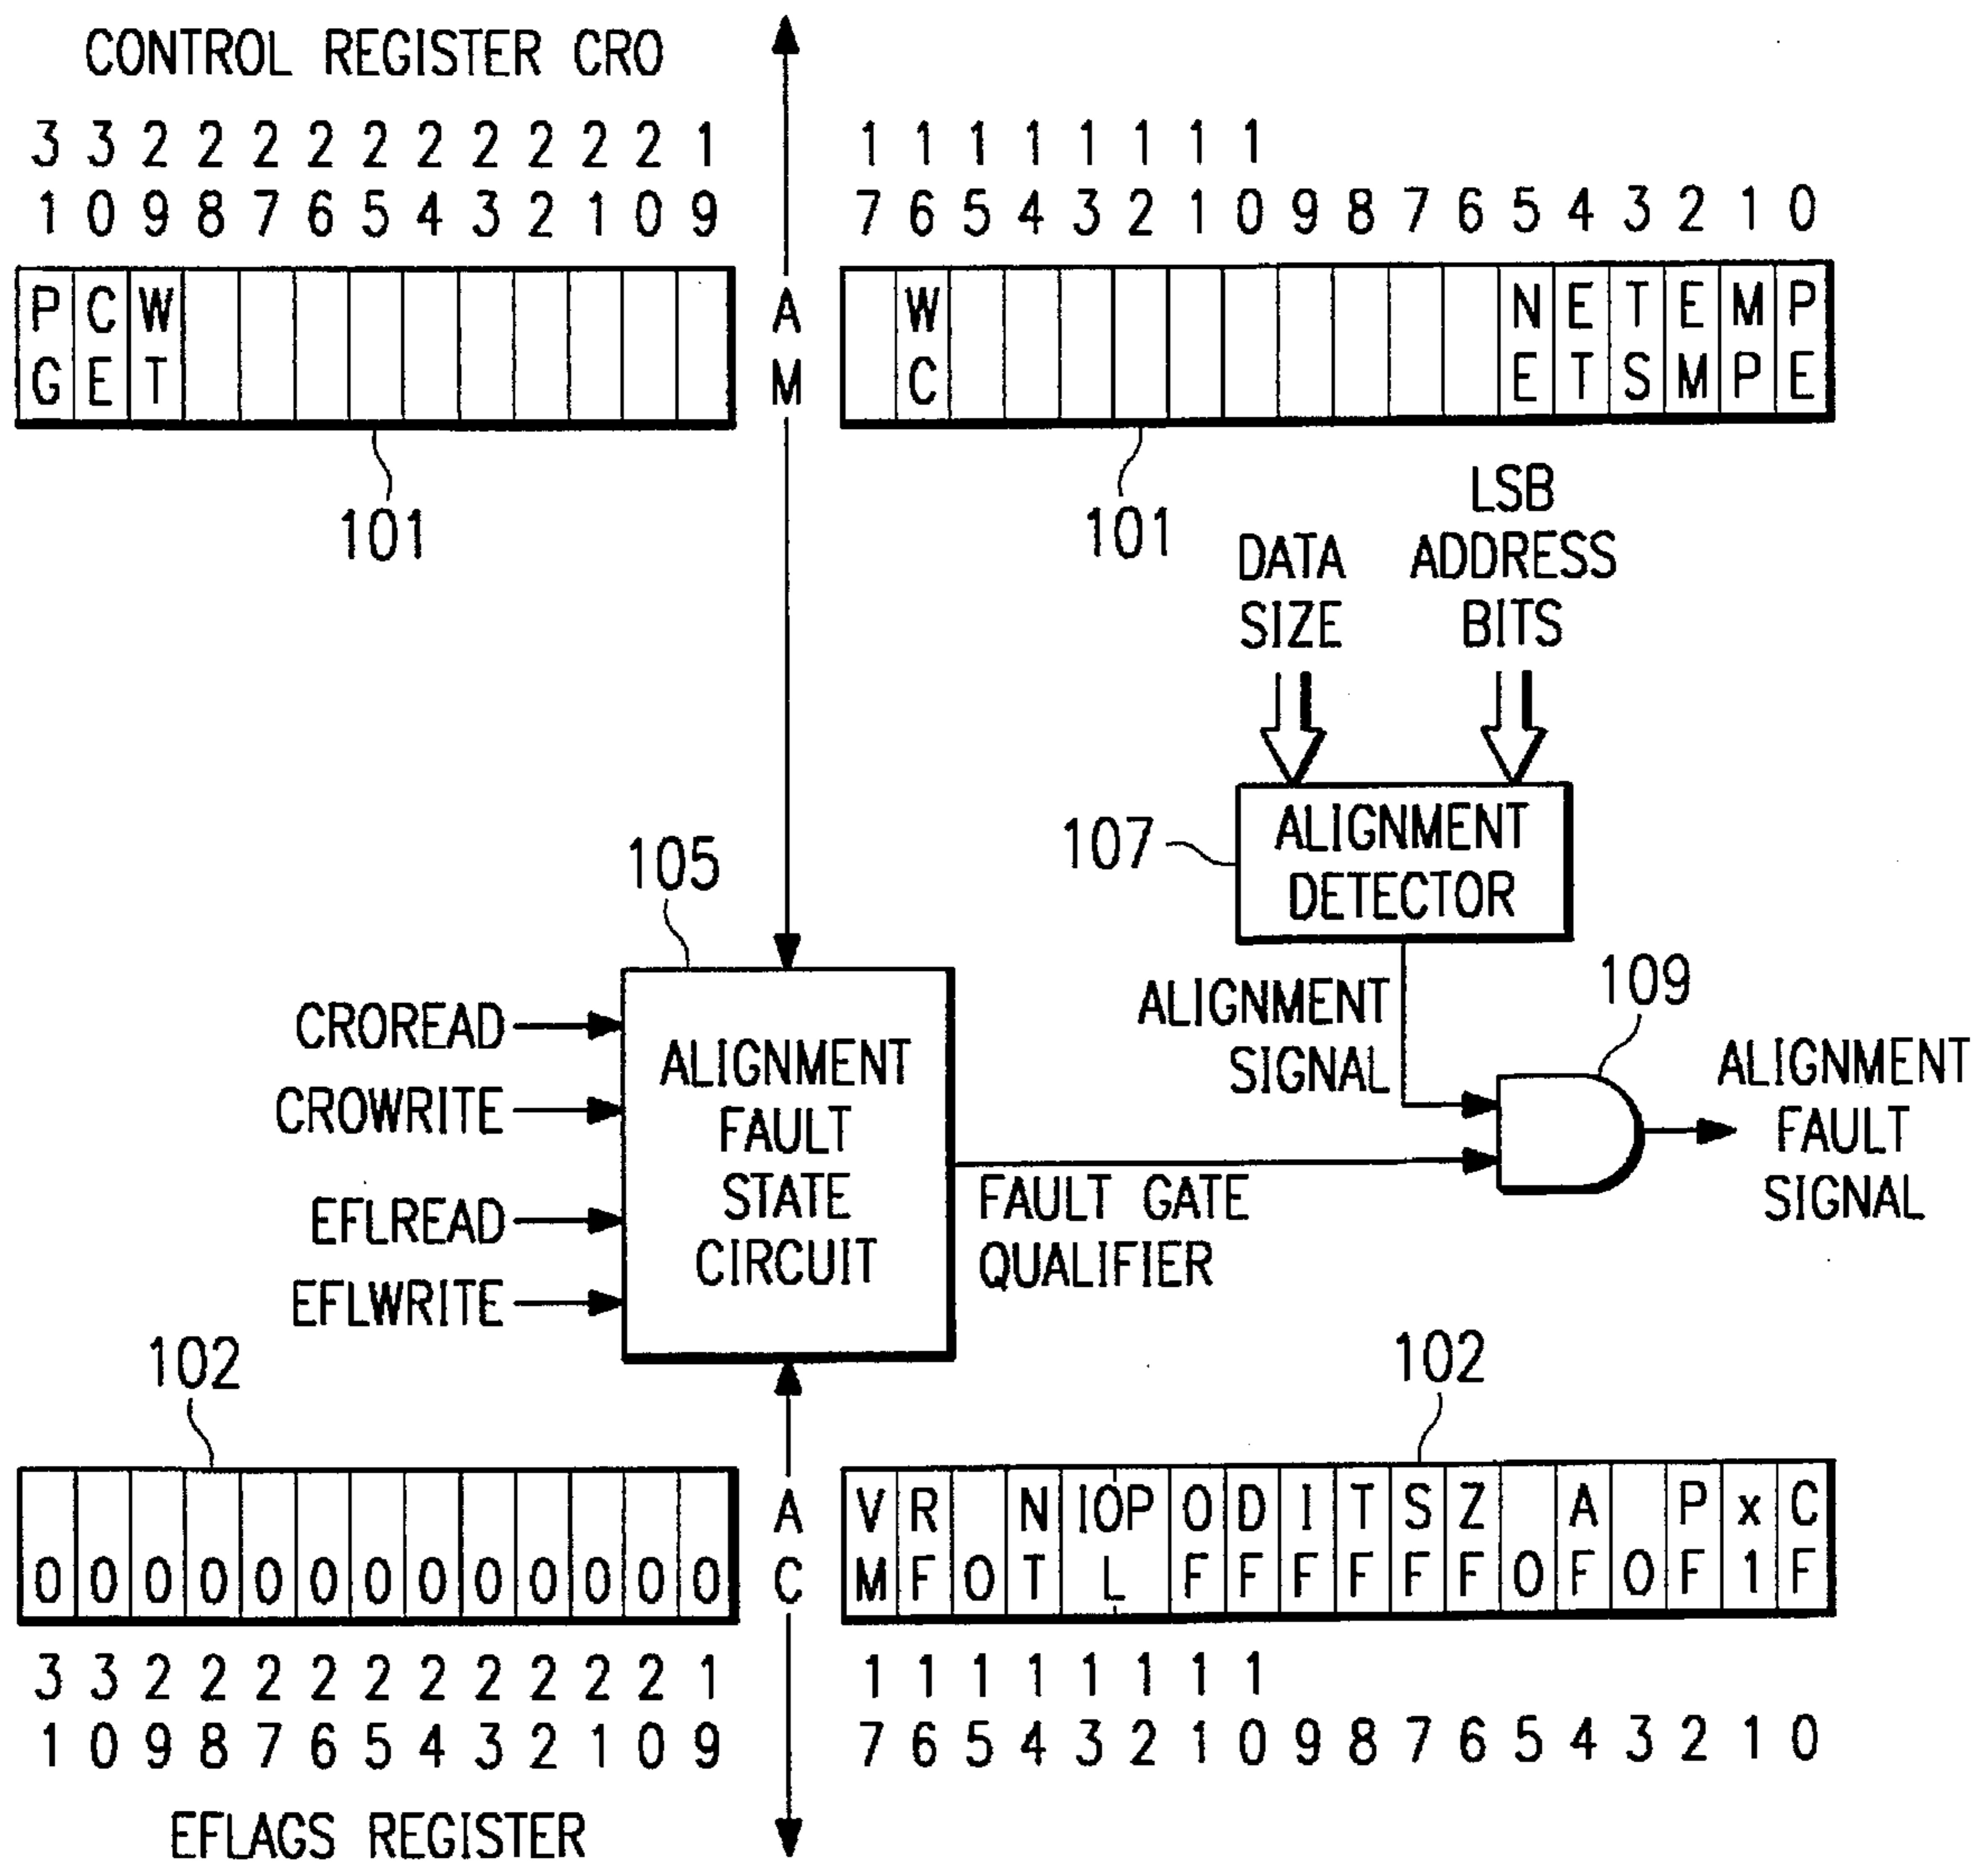 CONTROL REGISTER CR0
3 3 2 2 2 2 2 2 2 2 2 2 1 1 1 1 1 1 1 1 1
1 0 9 8 7 6 5 4 3 2 1 0 9 7 6 5 4 3 2 1 0 9 8 7 6 5 4 3 2 1 0
P C W A W N E T E M P
G E T M C E T S M P E
101 101
DATA
SIZE
LSB
ADDRESS
BITS
107
ALIGNMENT
DETECTOR
105
CR0READ
CR0WRITE
EFLREAD
EFLWRITE
ALIGNMENT
FAULT
STATE
CIRCUIT
ALIGNMENT
SIGNAL
FAULT GATE
QUALIFIER
109
ALIGNMENT
FAULT
SIGNAL
102 102
A V R N IOP O D I T S Z A P x C
0 0 0 0 0 0 0 0 0 0 0 0 0 C M F 0 T L F F F F F F 0 F 0 F 1 F
3 3 2 2 2 2 2 2 2 2 2 2 1 1 1 1 1 1 1 1 1
1 0 9 8 7 6 5 4 3 2 1 0 9 7 6 5 4 3 2 1 0 9 8 7 6 5 4 3 2 1 0
EFLAGS REGISTER